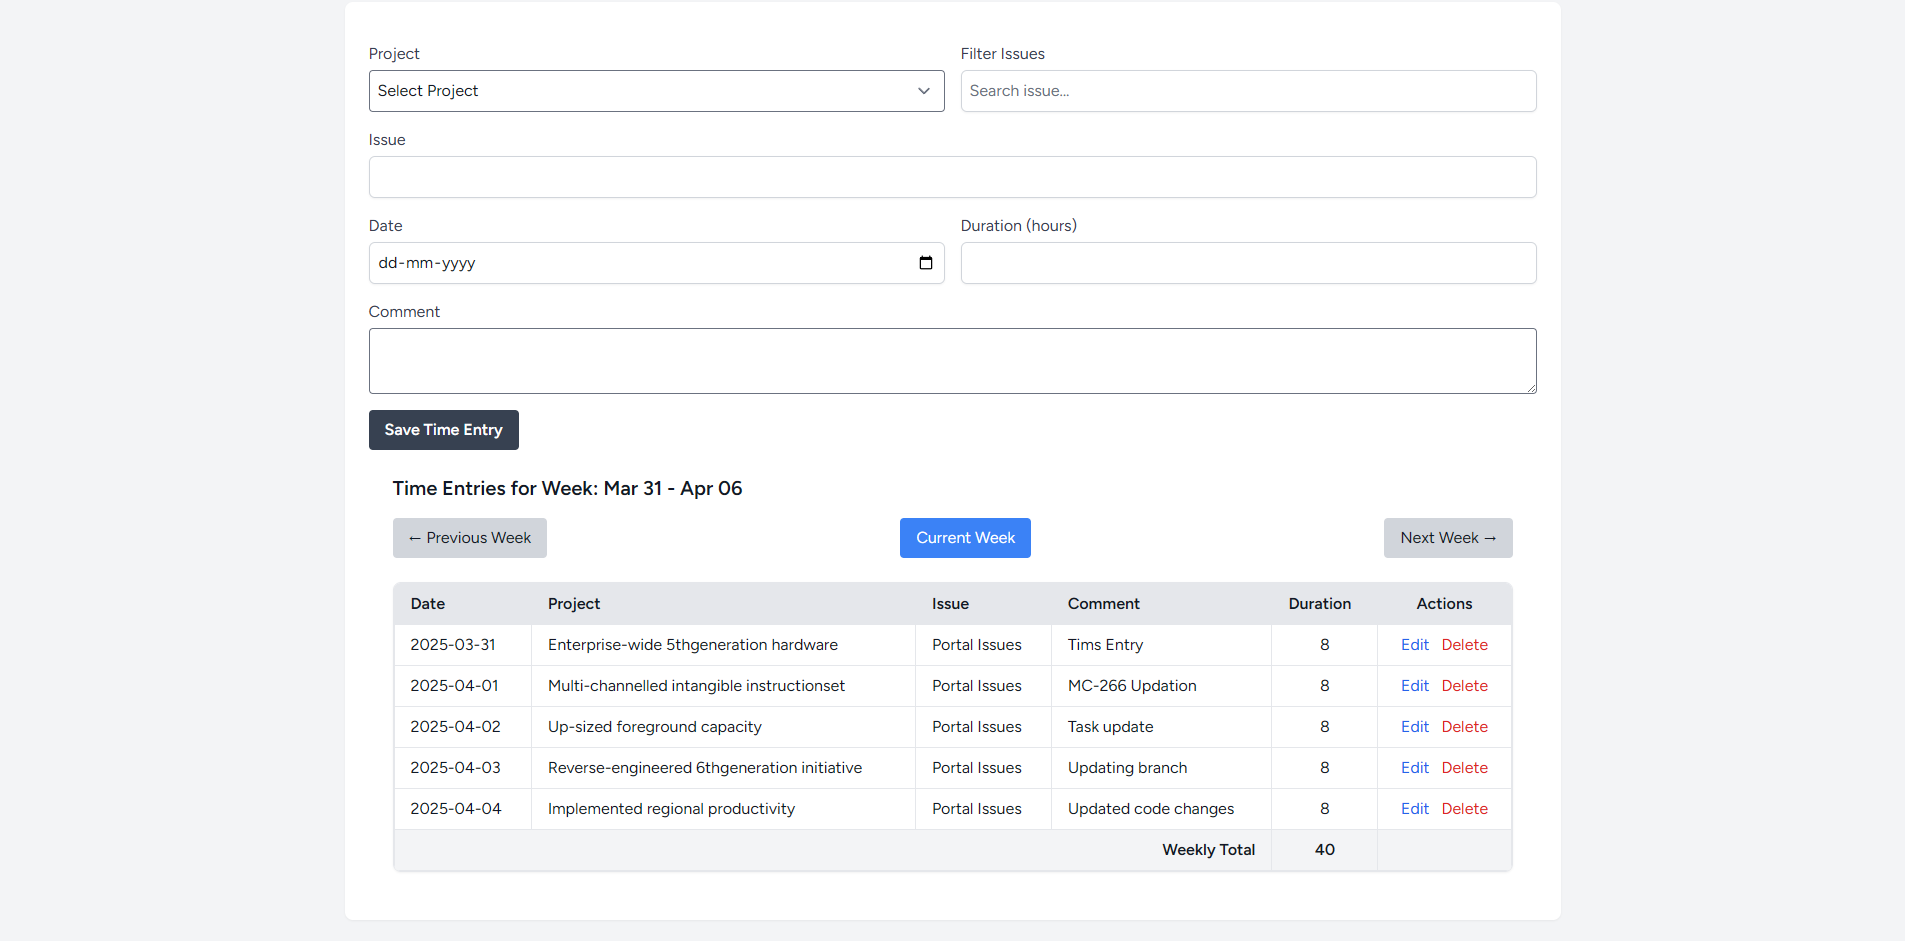 Project Filter Issues
Select Project Search issue...
Issue
Date Duration (hours)
dd-mm-yyyy
Comment
Save Time Entry
Time Entries for Week: Mar 31 - Apr 06
← Previous Week Current Week Next Week →
Date Project Issue Comment Duration Actions
2025-03-31 Enterprise-wide 5thgeneration hardware Portal Issues Tims Entry 8 Edit Delete
2025-04-01 Multi-channelled intangible instructionset Portal Issues MC-266 Updation 8 Edit Delete
2025-04-02 Up-sized foreground capacity Portal Issues Task update 8 Edit Delete
2025-04-03 Reverse-engineered 6thgeneration initiative Portal Issues Updating branch 8 Edit Delete
2025-04-04 Implemented regional productivity Portal Issues Updated code changes 8 Edit Delete
Weekly Total 40